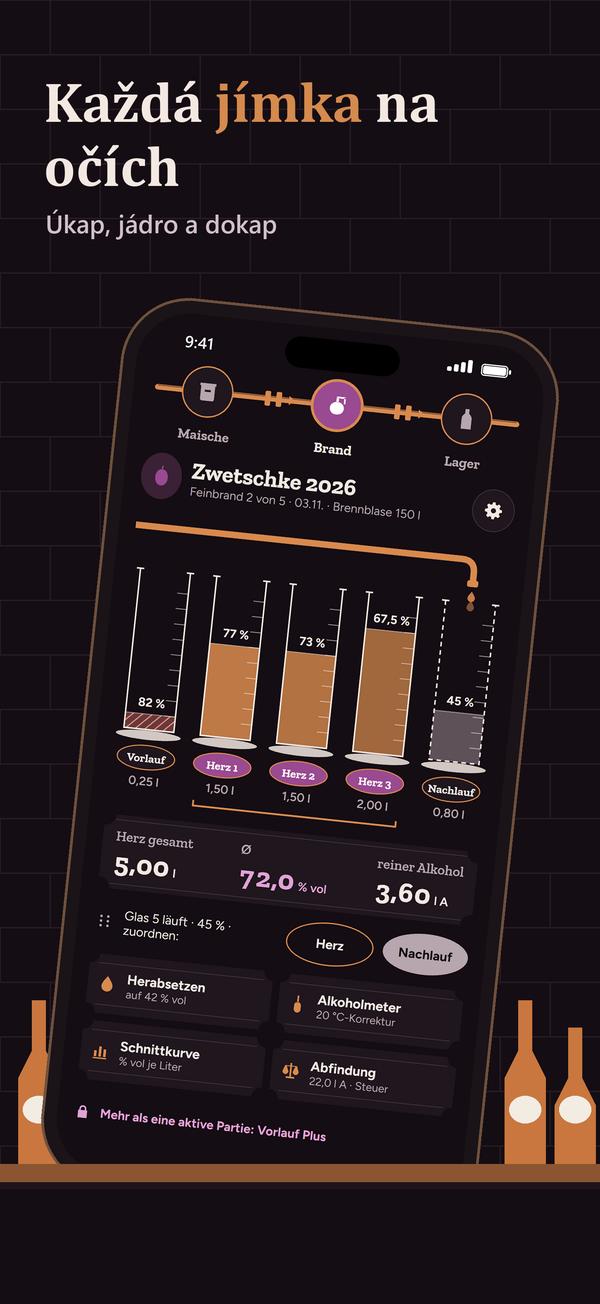 Každá jímka na
očích
Úkap, jádro a dokap
9:41
Maische
Brand
Lager
Zwetschke 2026
Feinbrand 2 von 5 · 03.11. · Brennblase 150 l
82 %
77 %
73 %
67,5 %
45 %
Vorlauf
Herz 1
Herz 2
Herz 3
Nachlauf
0,25 l
1,50 l
1,50 l
2,00 l
0,80 l
Herz gesamt
Ø
reiner Alkohol
5,00 l
72,0 % vol
3,60 l A
Glas 5 läuft · 45 % ·
zuordnen:
Herz
Nachlauf
Herabsetzen
auf 42 % vol
Alkoholmeter
20 °C-Korrektur
Schnittkurve
% vol je Liter
Abfindung
22,0 l A · Steuer
Mehr als eine aktive Partie: Vorlauf Plus